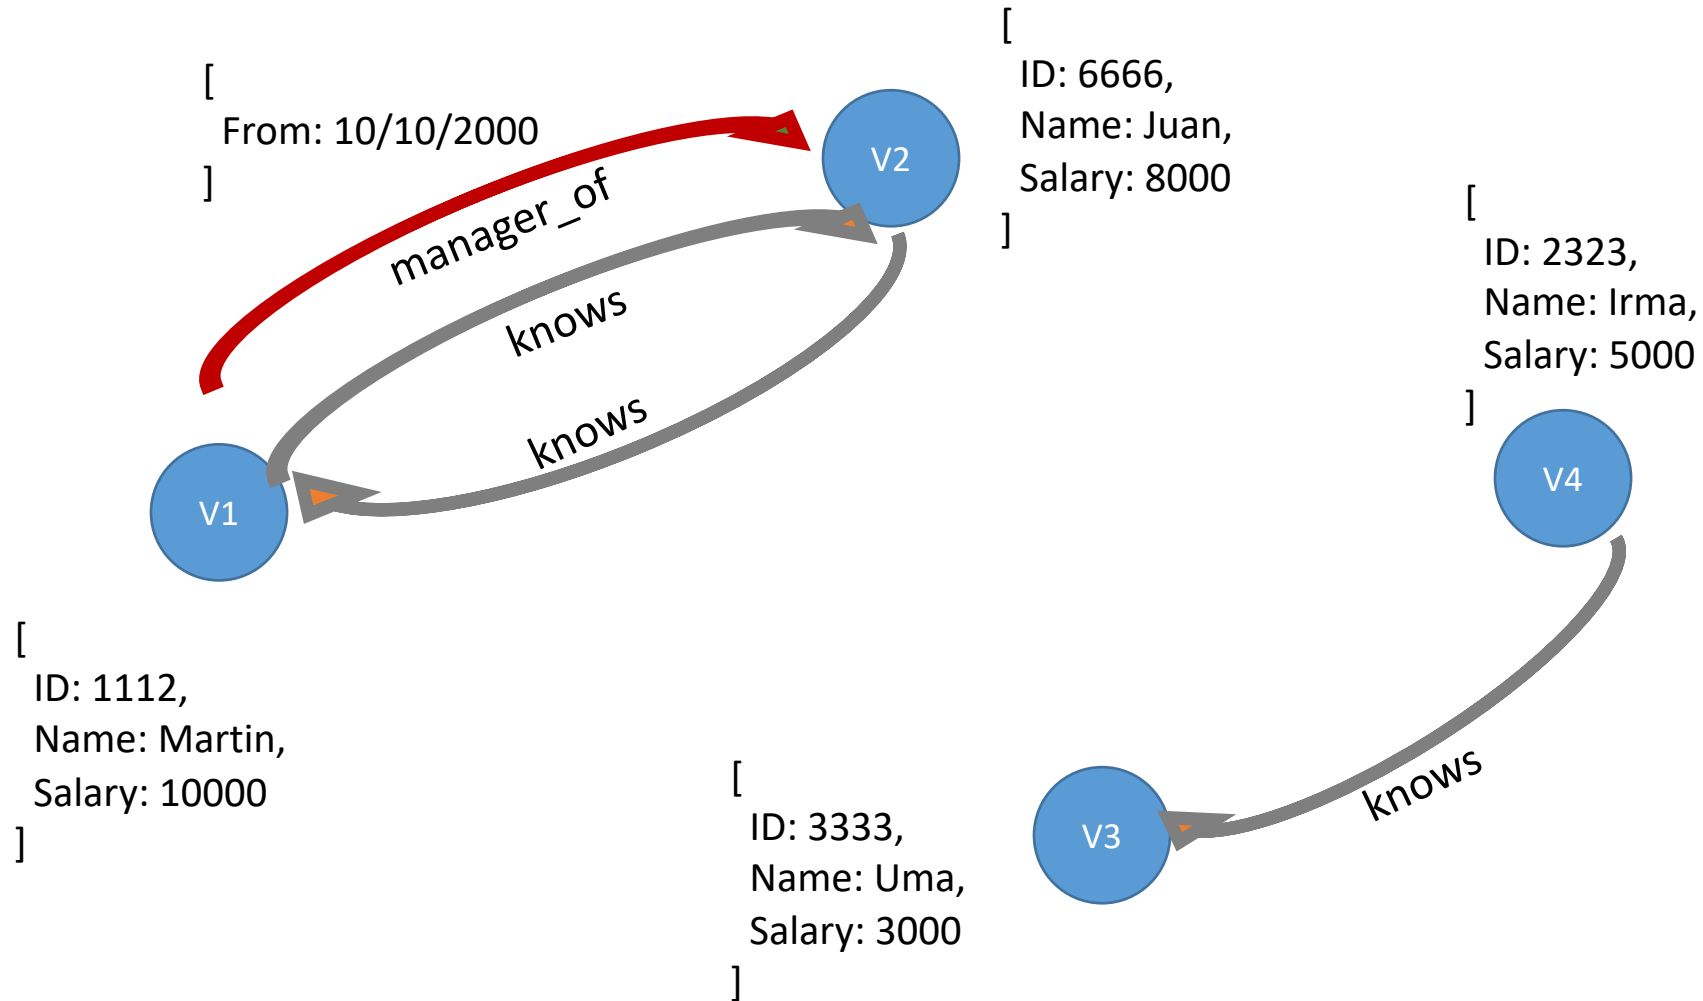 [
From: 10/10/2000
]
manager_of
knows
knows
V2
[
ID: 6666,
Name: Juan,
Salary: 8000
]
[
ID: 2323,
Name: Irma,
Salary: 5000
]
V4
V1
[
ID: 1112,
Name: Martin,
Salary: 10000
]
[
ID: 3333,
Name: Uma,
Salary: 3000
]
V3
knows